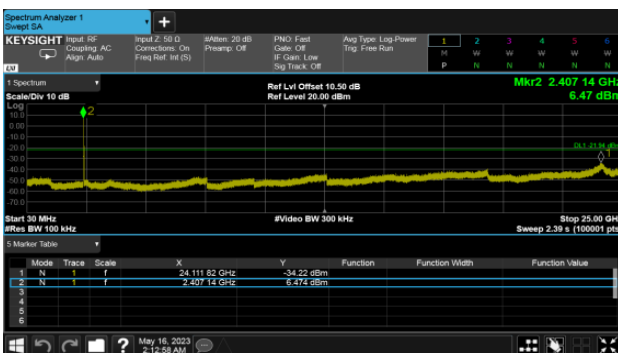 Spectrum Analyzer 1
Swept SA
KEYSIGHT
Input: RF
Coupling: AC
Align: Auto
Input Z: 50 Ω
Corrections: On
Freq Ref: Int (S)
#Atten: 20 dB
Preamp: Off
PNO: Fast
Gate: Off
IF Gain: Low
Sig Track: Off
Avg Type: Log-Power
Trig: Free Run
1 2 3 4 5 6
M W W W W W
P N N N N N
LXI
1 Spectrum
Scale/Div 10 dB
Ref Lvl Offset 10.50 dB
Ref Level 20.00 dBm
Mkr2 2.407 14 GHz
6.47 dBm
Log
10.0
0.00
-10.0
-20.0
-30.0
-40.0
-50.0
-60.0
-70.0
2
DL1 -21.94 dBm
1
Start 30 MHz
#Res BW 100 kHz
#Video BW 300 kHz
Stop 25.00 GHz
Sweep 2.39 s (100001 pts)
5 Marker Table
Mode Trace Scale X Y Function Function Width Function Value
1 N 1 f 24.111 82 GHz -34.22 dBm
2 N 1 f 2.407 14 GHz 6.474 dBm
3
4
5
6
?
May 16, 2023
2:12:58 AM